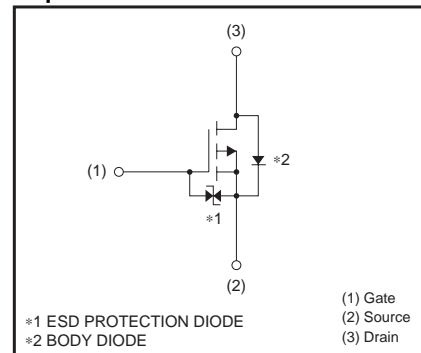 (3)
(1)
∗2
∗1
(2)
∗1 ESD PROTECTION DIODE
∗2 BODY DIODE
(1) Gate
(2) Source
(3) Drain